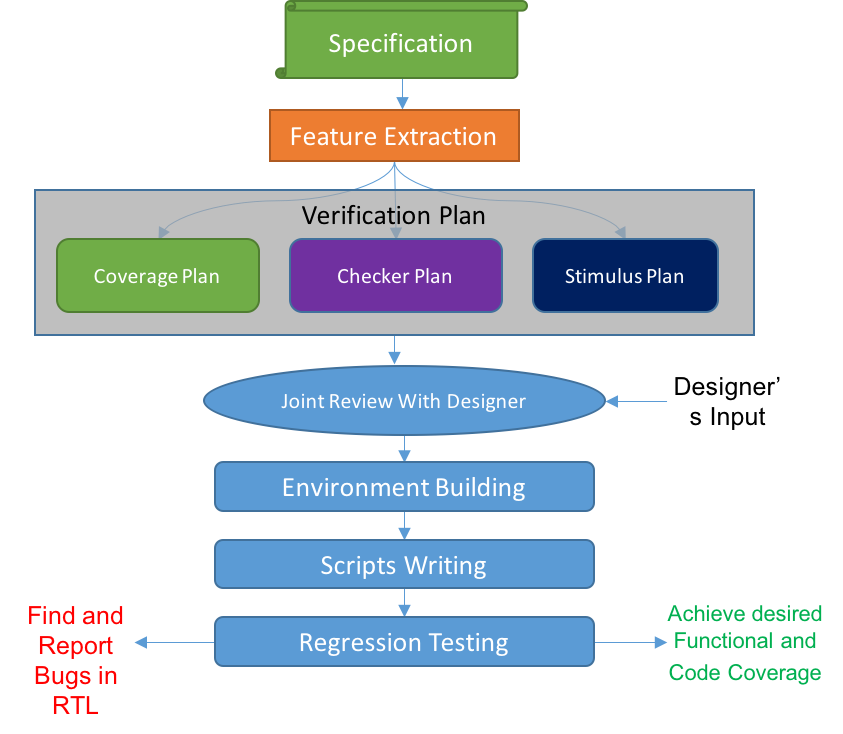 Specification
Feature Extraction
Verification Plan
Coverage Plan
Checker Plan
Stimulus Plan
Joint Review With Designer
Designer’
s Input
Environment Building
Scripts Writing
Regression Testing
Find and
Report
Bugs in
RTL
Achieve desired
Functional and
Code Coverage